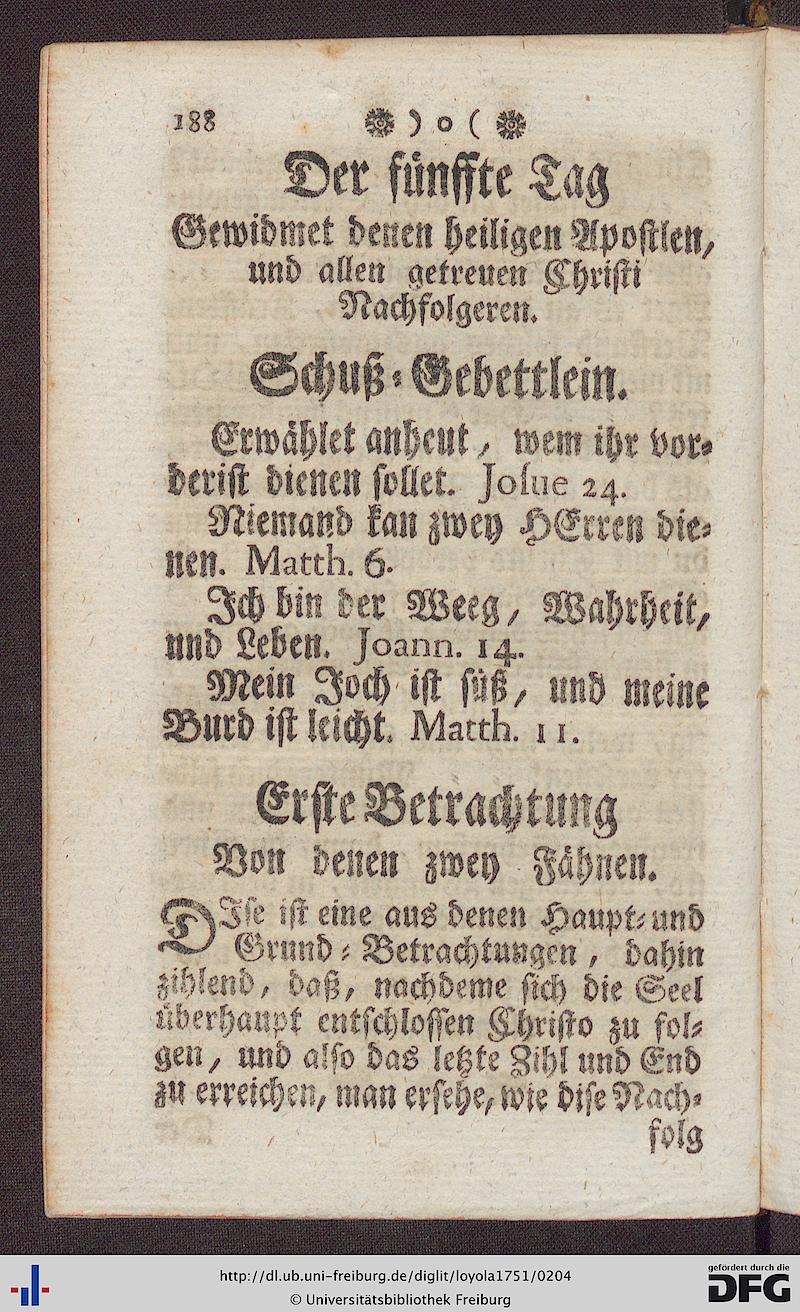 188 ❋ ) o ( ❋
Der fünffte Tag
Gewidmet denen heiligen Apostlen,
und allen getreuen Christi
Nachfolgeren.
Schuß-Gebettlein.
Erwählet anheut, wem ihr vor-
derist dienen sollet. Josue 24.
Niemand kan zwey HErren die-
nen. Matth. 6.
Ich bin der Weeg, Wahrheit,
und Leben. Joann. 14.
Mein Joch ist süß, und meine
Burd ist leicht. Matth. 11.
Erste Betrachtung
Von denen zwey Fähnen.
DIse ist eine aus denen Haupt- und
Grund-Betrachtungen, dahin
zihlend, daß, nachdeme sich die Seel
überhaupt entschlossen Christo zu fol-
gen, und also das letzte Zihl und End
zu erreichen, man ersehe, wie dise Nach-
folg
http://dl.ub.uni-freiburg.de/diglit/loyola1751/0204
© Universitätsbibliothek Freiburg
gefördert durch die
DFG